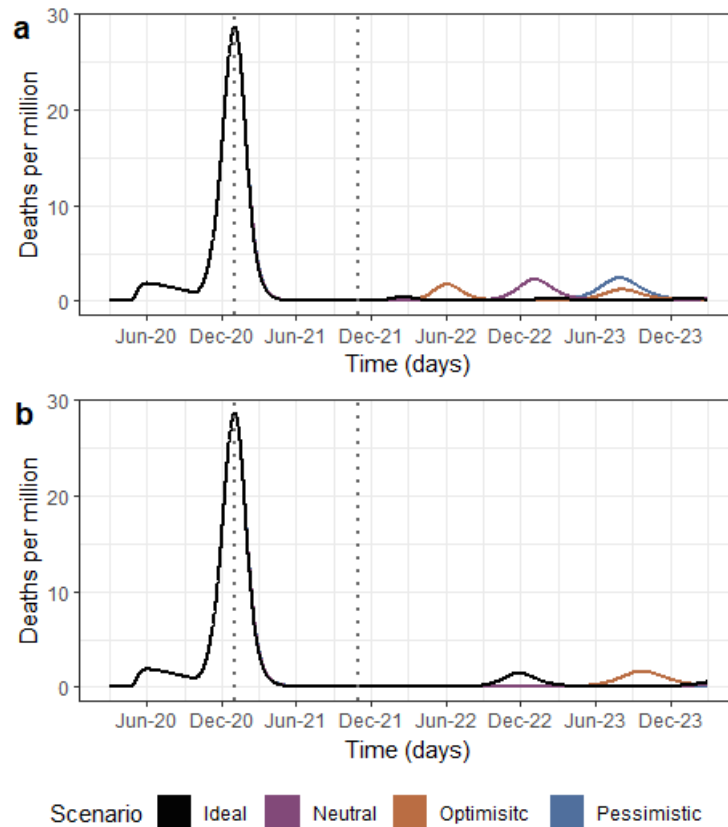 a
Deaths per million
30
20
10
0
Jun-20 Dec-20 Jun-21 Dec-21 Jun-22 Dec-22 Jun-23 Dec-23
Time (days)
b
Deaths per million
30
20
10
0
Jun-20 Dec-20 Jun-21 Dec-21 Jun-22 Dec-22 Jun-23 Dec-23
Time (days)
Scenario Ideal Neutral Optimisitc Pessimistic